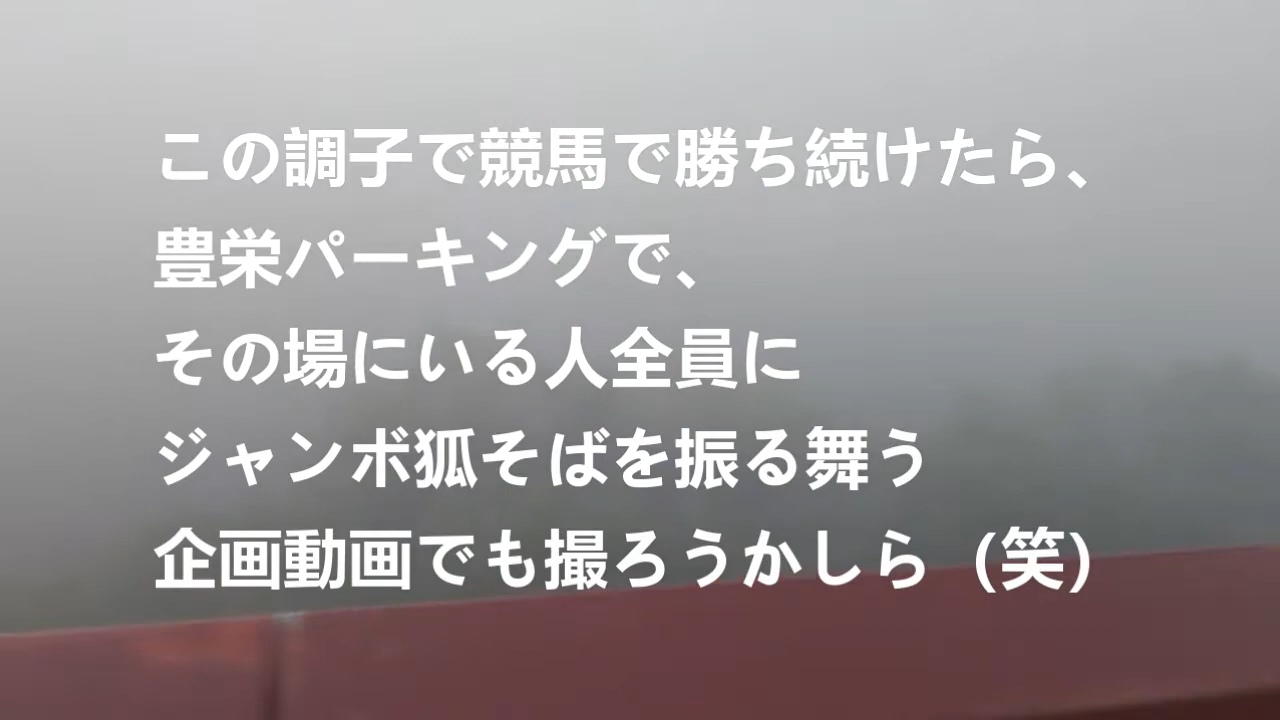 この調子で競馬で勝ち続けたら、
豊栄パーキングで、
その場にいる人全員に
ジャンボ狐そばを振る舞う
企画動画でも撮ろうかしら（笑）